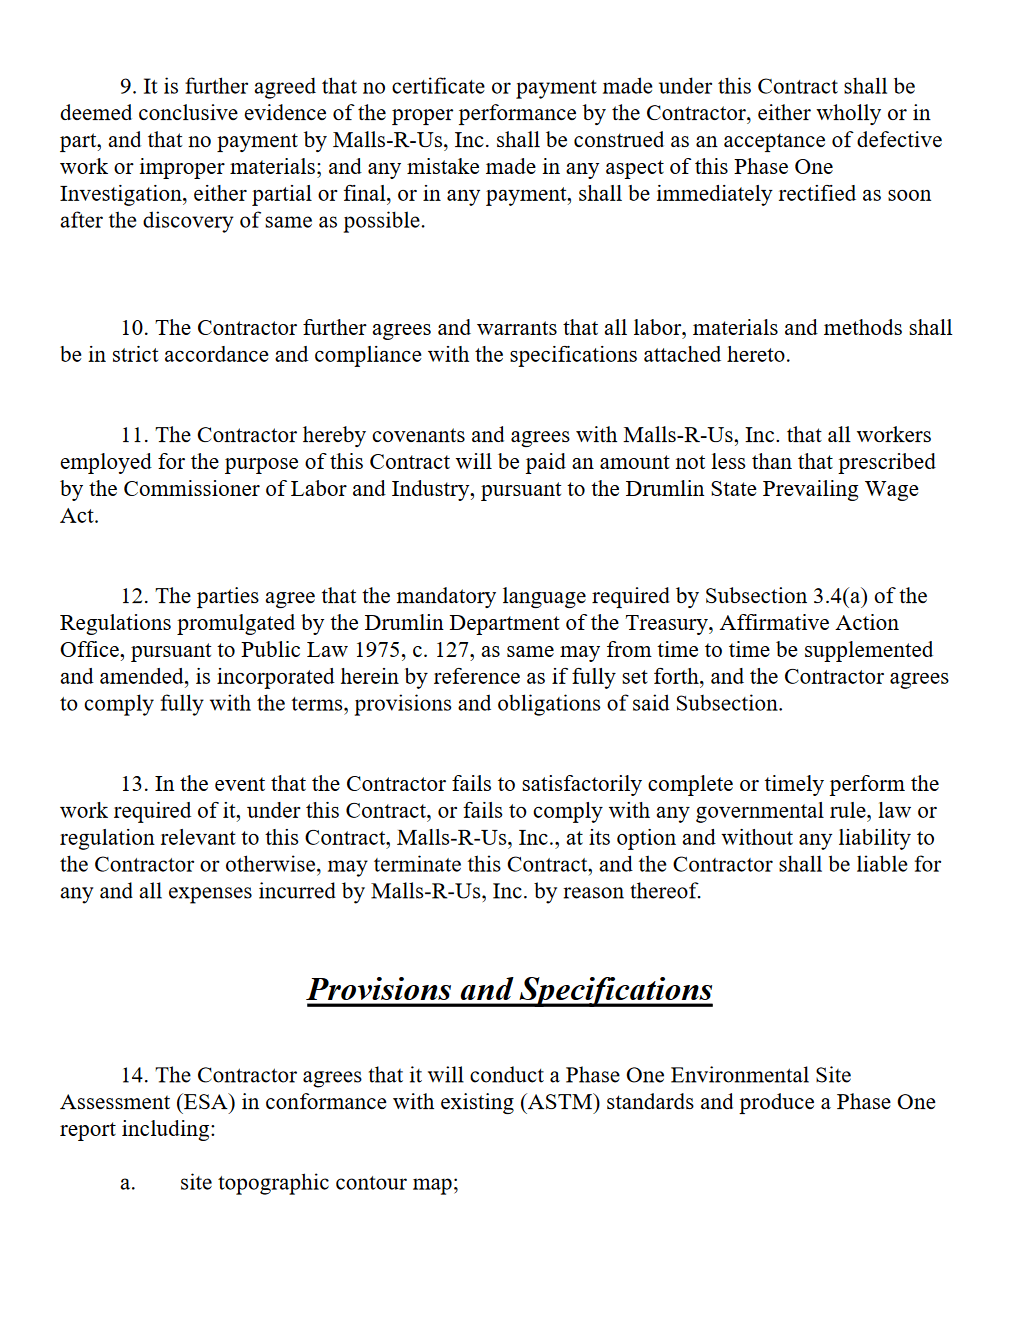 9. It is further agreed that no certificate or payment made under this Contract shall be
deemed conclusive evidence of the proper performance by the Contractor, either wholly or in
part, and that no payment by Malls-R-Us, Inc. shall be construed as an acceptance of defective
work or improper materials; and any mistake made in any aspect of this Phase One
Investigation, either partial or final, or in any payment, shall be immediately rectified as soon
after the discovery of same as possible.
10. The Contractor further agrees and warrants that all labor, materials and methods shall
be in strict accordance and compliance with the specifications attached hereto.
11. The Contractor hereby covenants and agrees with Malls-R-Us, Inc. that all workers
employed for the purpose of this Contract will be paid an amount not less than that prescribed
by the Commissioner of Labor and Industry, pursuant to the Drumlin State Prevailing Wage
Act.
12. The parties agree that the mandatory language required by Subsection 3.4(a) of the
Regulations promulgated by the Drumlin Department of the Treasury, Affirmative Action
Office, pursuant to Public Law 1975, c. 127, as same may from time to time be supplemented
and amended, is incorporated herein by reference as if fully set forth, and the Contractor agrees
to comply fully with the terms, provisions and obligations of said Subsection.
13. In the event that the Contractor fails to satisfactorily complete or timely perform the
work required of it, under this Contract, or fails to comply with any governmental rule, law or
regulation relevant to this Contract, Malls-R-Us, Inc., at its option and without any liability to
the Contractor or otherwise, may terminate this Contract, and the Contractor shall be liable for
any and all expenses incurred by Malls-R-Us, Inc. by reason thereof.
Provisions and Specifications
14. The Contractor agrees that it will conduct a Phase One Environmental Site
Assessment (ESA) in conformance with existing (ASTM) standards and produce a Phase One
report including:
a. site topographic contour map;